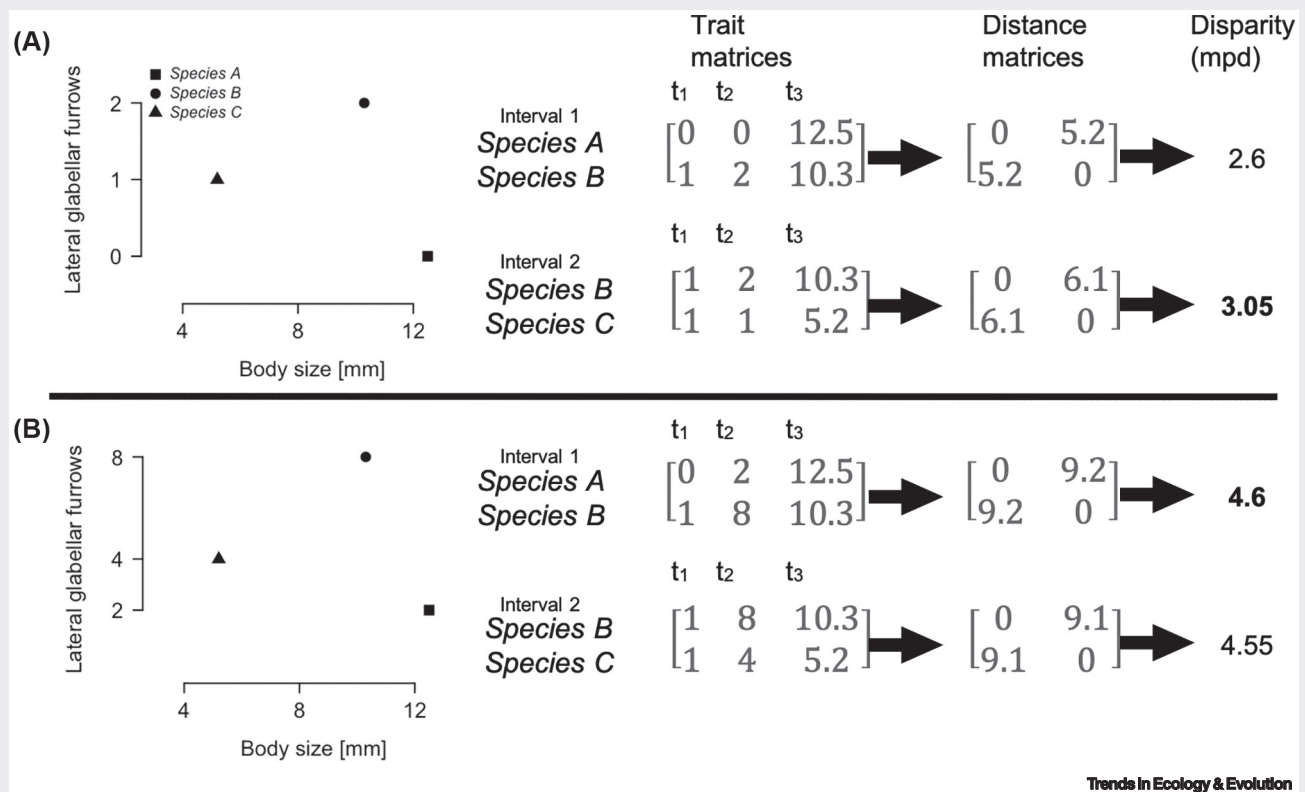 (A)
Trait matrices
Distance matrices
Disparity (mpd)
Lateral glabellar furrows
Species A
Species B
Species C
2
1
0
4 8 12
Body size [mm]
t1 t2 t3
Interval 1
Species A
Species B
0 0 12.5
1 2 10.3
0 5.2
5.2 0
2.6
t1 t2 t3
Interval 2
Species B
Species C
1 2 10.3
1 1 5.2
0 6.1
6.1 0
3.05
(B)
Lateral glabellar furrows
8
4
2
4 8 12
Body size [mm]
t1 t2 t3
Interval 1
Species A
Species B
0 2 12.5
1 8 10.3
0 9.2
9.2 0
4.6
t1 t2 t3
Interval 2
Species B
Species C
1 8 10.3
1 4 5.2
0 9.1
9.1 0
4.55
Trends in Ecology & Evolution